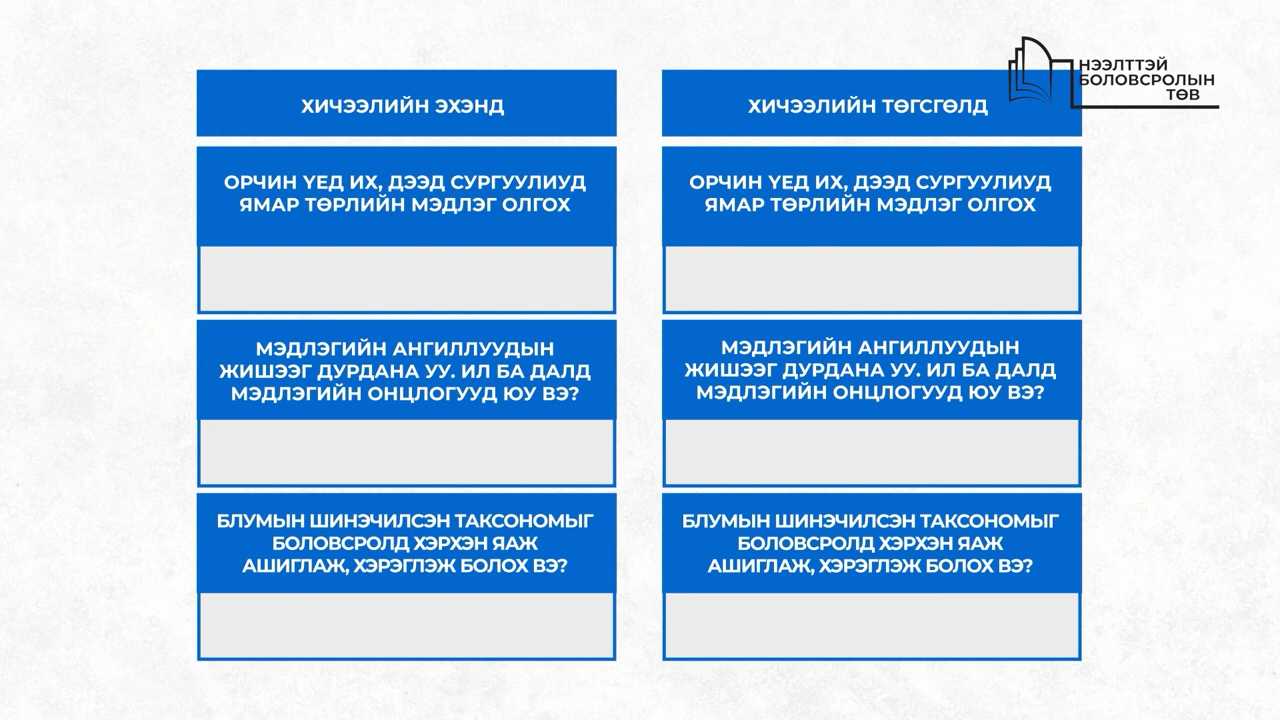 НЭЭЛТТЭЙ
БОЛОВСРОЛЫН
ТӨВ
ХИЧЭЭЛИЙН ЭХЭНД
ОРЧИН ҮЕД ИХ, ДЭЭД СУРГУУЛИУД
ЯМАР ТӨРЛИЙН МЭДЛЭГ ОЛГОХ
МЭДЛЭГИЙН АНГИЛЛУУДЫН
ЖИШЭЭГ ДУРДАНА УУ. ИЛ БА ДАЛД
МЭДЛЭГИЙН ОНЦЛОГУУД ЮУ ВЭ?
БЛУМЫН ШИНЭЧИЛСЭН ТАКСОНОМЫГ
БОЛОВСРОЛД ХЭРХЭН ЯАЖ
АШИГЛАЖ, ХЭРЭГЛЭЖ БОЛОХ ВЭ?
ХИЧЭЭЛИЙН ТӨГСГӨЛД
ОРЧИН ҮЕД ИХ, ДЭЭД СУРГУУЛИУД
ЯМАР ТӨРЛИЙН МЭДЛЭГ ОЛГОХ
МЭДЛЭГИЙН АНГИЛЛУУДЫН
ЖИШЭЭГ ДУРДАНА УУ. ИЛ БА ДАЛД
МЭДЛЭГИЙН ОНЦЛОГУУД ЮУ ВЭ?
БЛУМЫН ШИНЭЧИЛСЭН ТАКСОНОМЫГ
БОЛОВСРОЛД ХЭРХЭН ЯАЖ
АШИГЛАЖ, ХЭРЭГЛЭЖ БОЛОХ ВЭ?